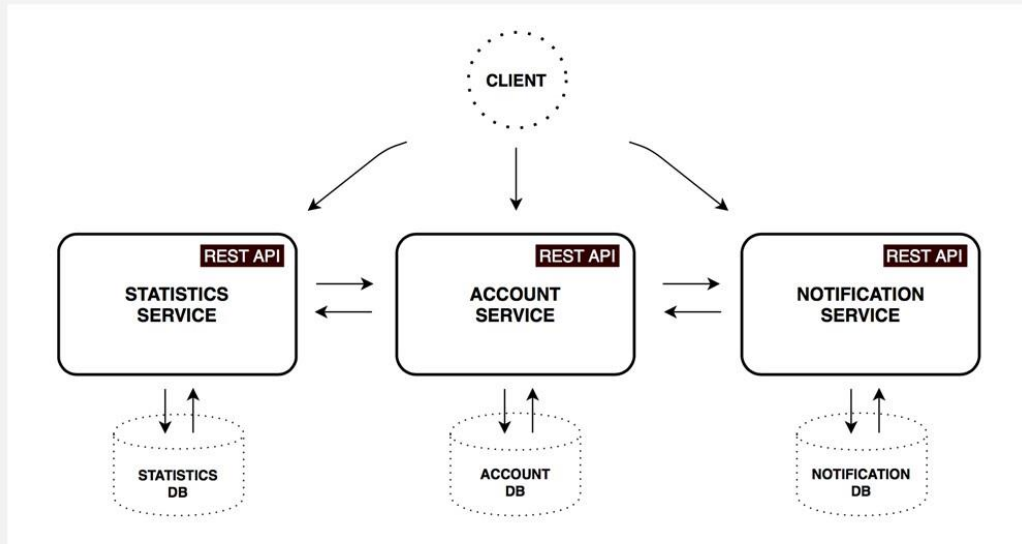 CLIENT
REST API
STATISTICS
SERVICE
REST API
ACCOUNT
SERVICE
REST API
NOTIFICATION
SERVICE
STATISTICS
DB
ACCOUNT
DB
NOTIFICATION
DB